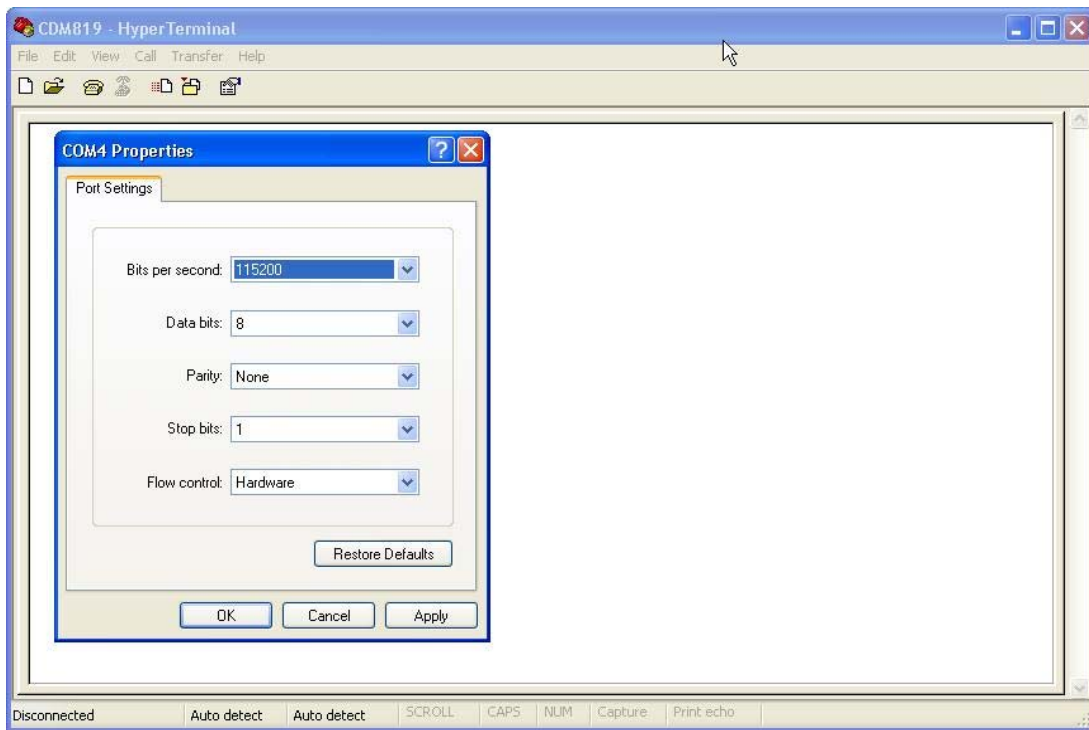 CDM819 - HyperTerminal
File Edit View Call Transfer Help
COM4 Properties
Port Settings
Bits per second: 115200
Data bits: 8
Parity: None
Stop bits: 1
Flow control: Hardware
Restore Defaults
OK Cancel Apply
Disconnected Auto detect Auto detect SCROLL CAPS NUM Capture Print echo